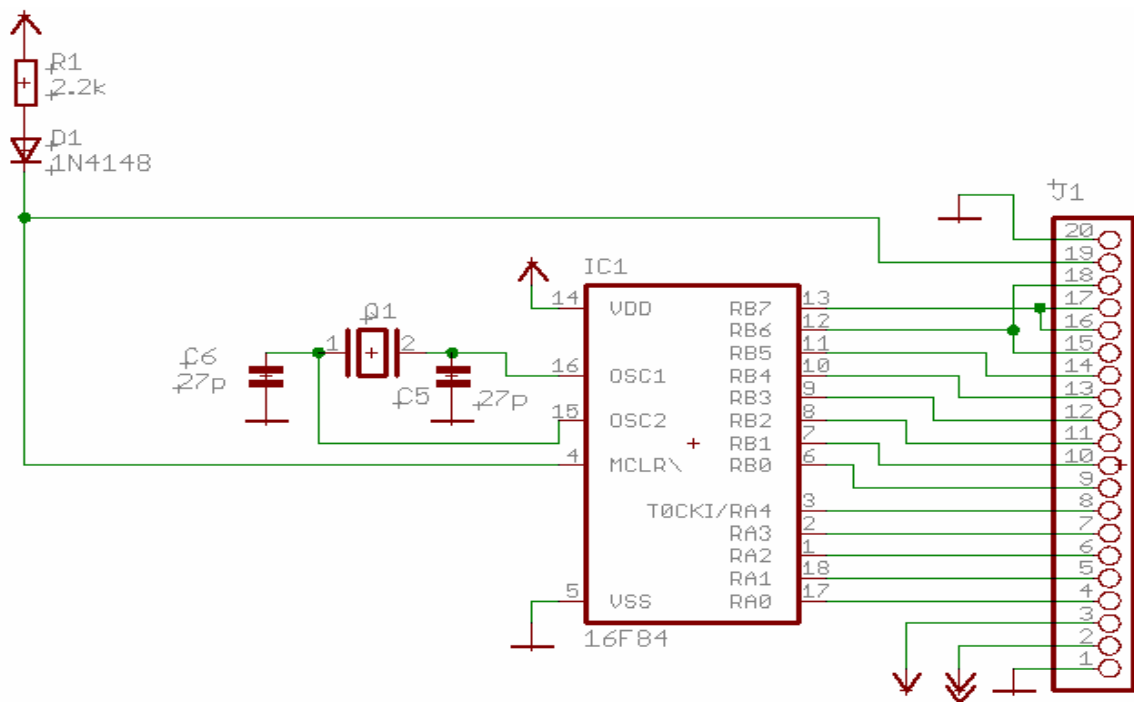 R1
2.2k
D1
1N4148
J1
20
19
18
17
16
15
14
13
12
11
10
9
8
7
6
5
4
3
2
1
IC1
14 VDD
16 OSC1
15 OSC2
4 MCLR\
5 VSS
RB7 13
RB6 12
RB5 11
RB4 10
RB3 9
RB2 8
RB1 7
RB0 6
T0CKI/RA4 3
RA3 2
RA2 1
RA1 18
RA0 17
16F84
Q1
1 2
C6
27p
C5 27p